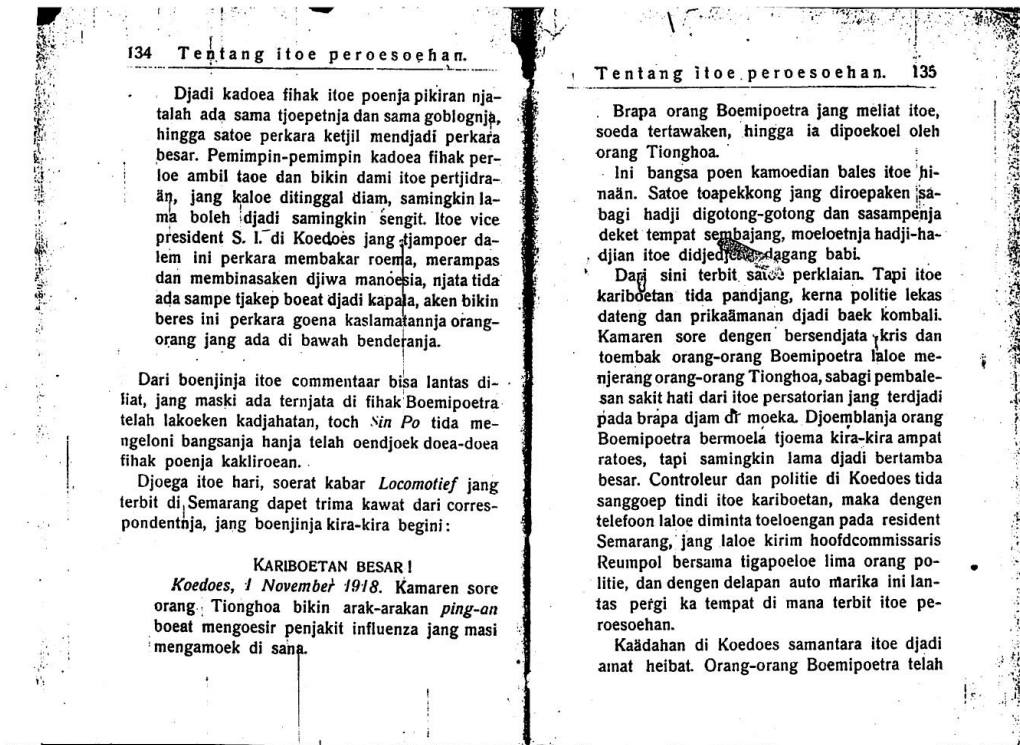 134 Tentang itoe peroesoehan.
Djadi kadoea fihak itoe poenja pikiran nja-
talah ada sama tjoepetnja dan sama goblognja,
hingga satoe perkara ketjil mendjadi perkara
besar. Pemimpin-pemimpin kadoea fihak per-
loe ambil taoe dan bikin dami itoe pertjidra-
än, jang kaloe ditinggal diam, samingkin la-
ma boleh djadi samingkin sengit. Itoe vice
president S. I. di Koedoes jang tjampoer da-
lem ini perkara membakar roema, merampas
dan membinasaken djiwa manoesia, njata tida
ada sampe tjakep boeat djadi kapala, aken bikin
beres ini perkara goena kaslamatannja orang-
orang jang ada di bawah benderanja.
Dari boenjinja itoe commentaar bisa lantas di-
liat, jang maski ada ternjata di fihak Boemipoetra
telah lakoeken kadjahatan, toch Sin Po tida me-
ngeloni bangsanja hanja telah oendjoek doea-doea
fihak poenja kakliroean.
Djoega itoe hari, soerat kabar Locomotief jang
terbit di Semarang dapet trima kawat dari corres-
pondentnja, jang boenjinja kira-kira begini:
KARIBOETAN BESAR!
Koedoes, 1 November 1918. Kamaren sore
orang Tionghoa bikin arak-arakan ping-an
boeat mengoesir penjakit influenza jang masi
mengamoek di sana.
Tentang itoe peroesoehan. 135
Brapa orang Boemipoetra jang meliat itoe,
soeda tertawaken, hingga ia dipoekoel oleh
orang Tionghoa.
Ini bangsa poen kamoedian bales itoe hi-
naän. Satoe toapekkong jang diroepaken sa-
bagi hadji digotong-gotong dan sasampenja
deket tempat sembajang, moeloetnja hadji-ha-
djian itoe dagang babi.
Dari sini terbit satoe perklaian. Tapi itoe
kariboetan tida pandjang, kerna politie lekas
dateng dan prikaämanan djadi baek kombali.
Kamaren sore dengen bersendjata kris dan
toembak orang-orang Boemipoetra laloe me-
njerang orang-orang Tionghoa, sabagi pembale-
san sakit hati dari itoe persatorian jang terdjadi
pada brapa djam di moeka. Djoemblanja orang
Boemipoetra bermoela tjoema kira-kira ampat
ratoes, tapi samingkin lama djadi bertamba
besar. Controleur dan politie di Koedoes tida
sanggoep tindi itoe kariboetan, maka dengen
telefoon laloe diminta toeloengan pada resident
Semarang, jang laloe kirim hoofdcommissaris
Reumpol bersama tigapoeloe lima orang po-
litie, dan dengen delapan auto marika ini lan-
tas pergi ka tempat di mana terbit itoe pe-
roesoehan.
Kaädahan di Koedoes samantara itoe djadi
amat heibat. Orang-orang Boemipoetra telah